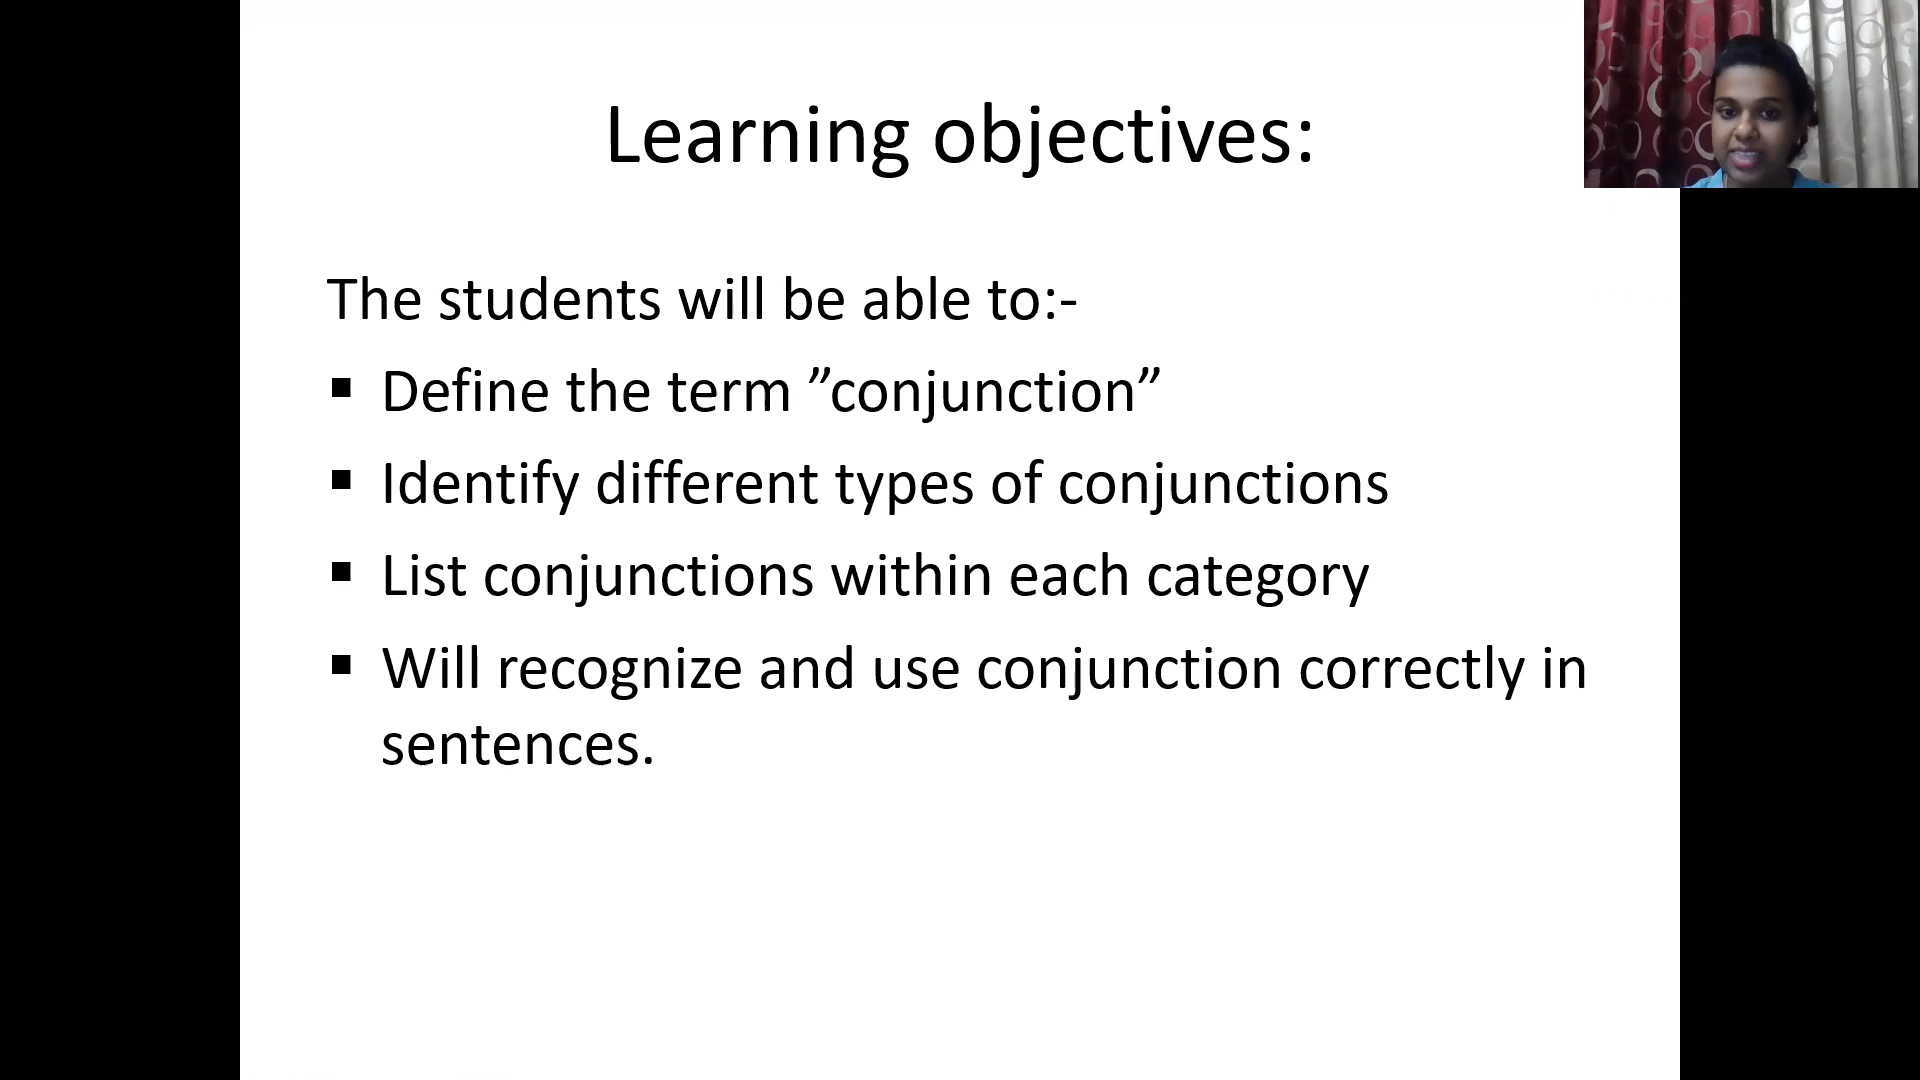 Learning objectives:
The students will be able to:-
▪ Define the term ”conjunction”
▪ Identify different types of conjunctions
▪ List conjunctions within each category
▪ Will recognize and use conjunction correctly in
sentences.